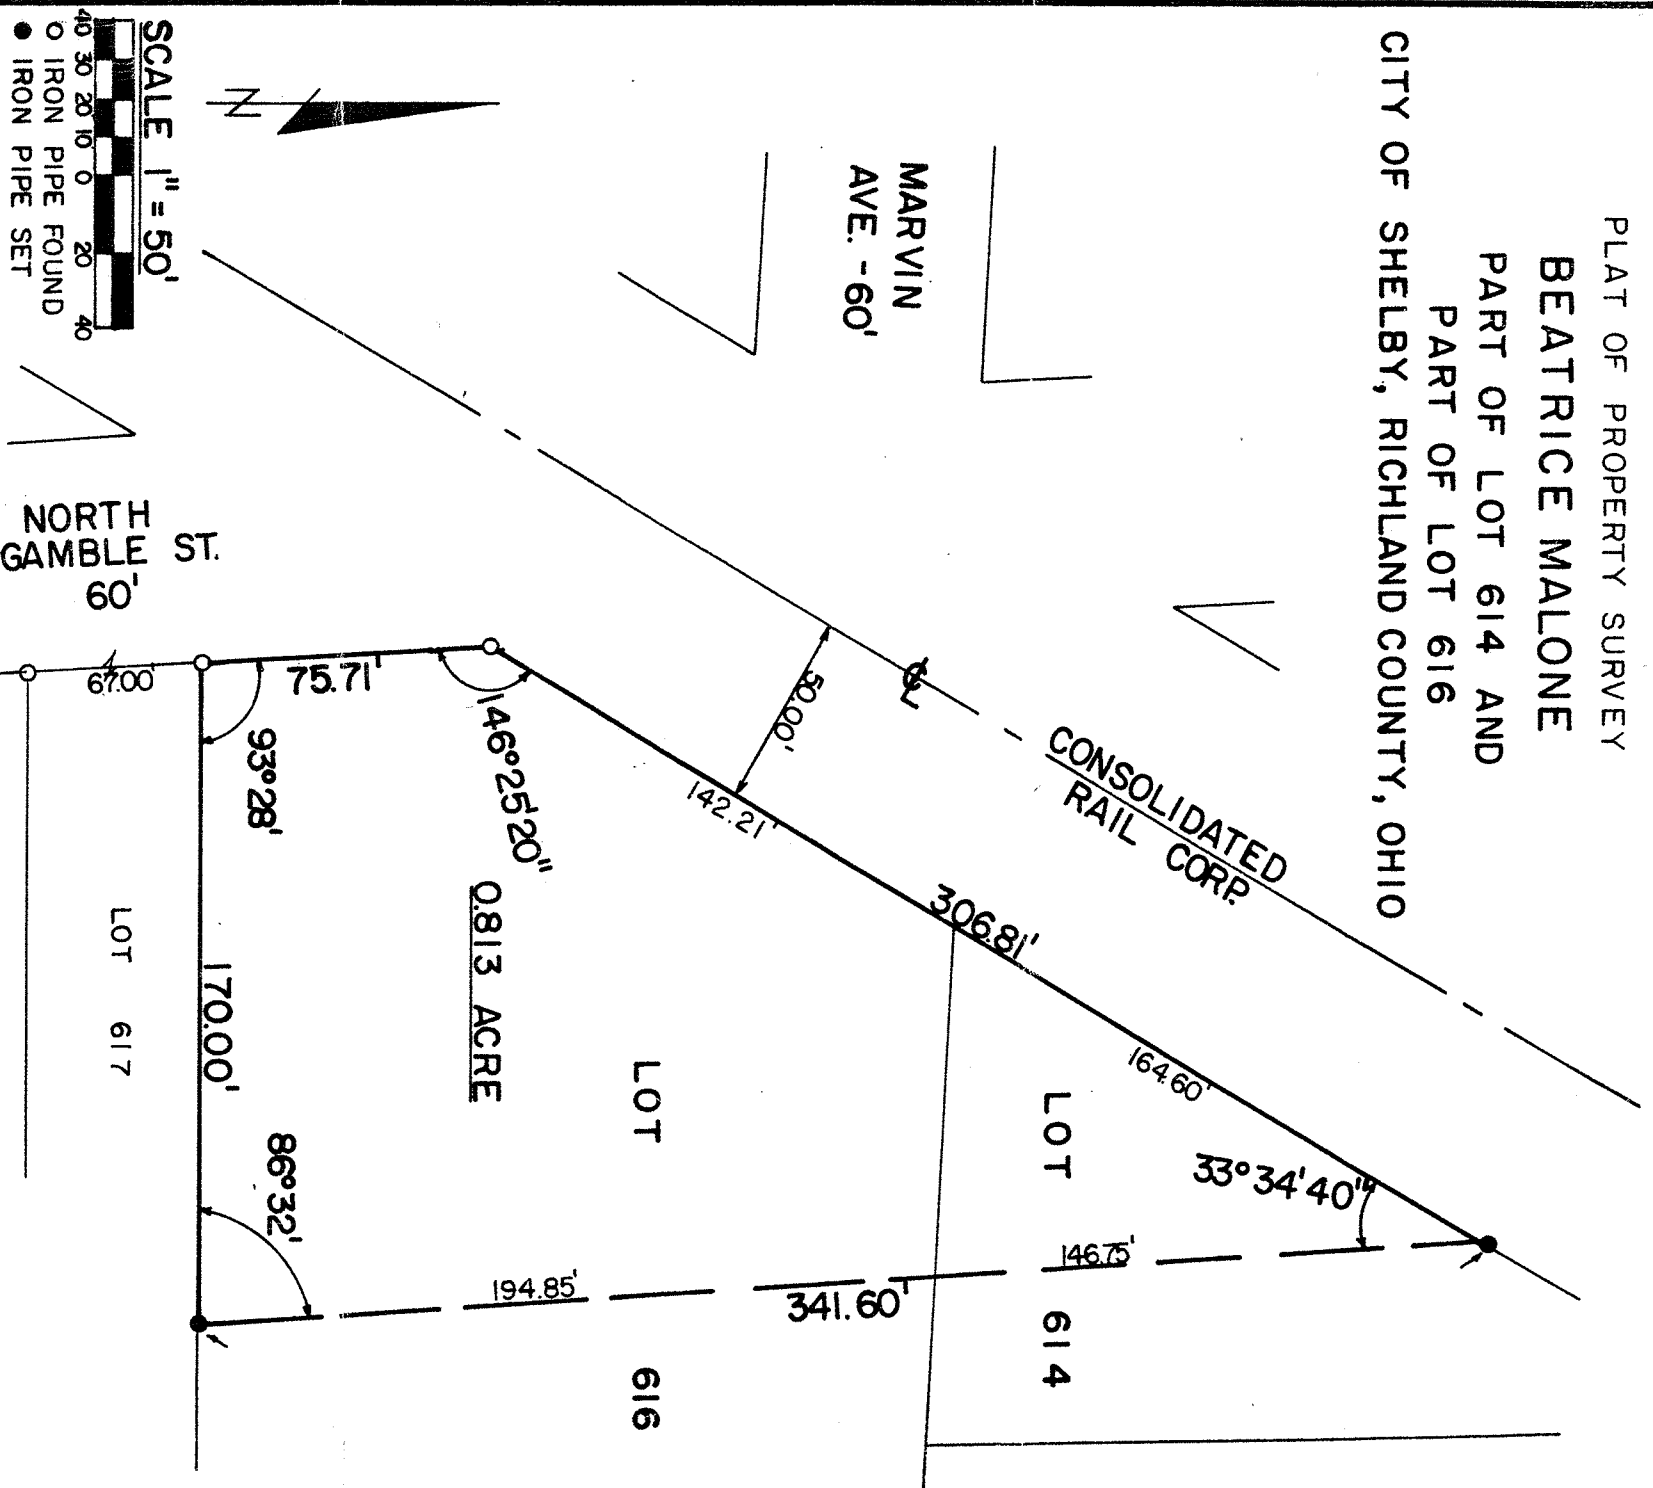 PLAT OF PROPERTY SURVEY
BEATRICE MALONE
PART OF LOT 614 AND
PART OF LOT 616
CITY OF SHELBY, RICHLAND COUNTY, OHIO
MARVIN
AVE. - 60'
N
SCALE 1" = 50'
40 30 20 10 0 20 40
O IRON PIPE FOUND
● IRON PIPE SET
NORTH
GAMBLE ST.
60'
67.00'
75.71'
93°28'
146°25'20"
50.00'
℄
CONSOLIDATED
RAIL CORP.
142.21'
306.81'
164.60'
33°34'40"
0.813 ACRE
LOT 617
170.00'
86°32'
194.85'
341.60'
146.75'
LOT 616
LOT 614